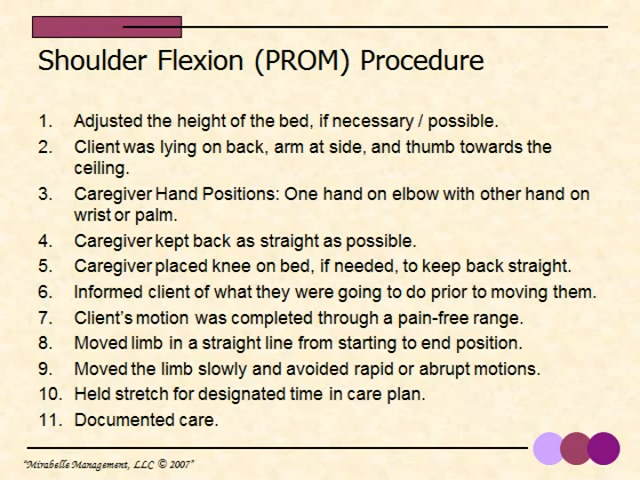 Shoulder Flexion (PROM) Procedure
1. Adjusted the height of the bed, if necessary / possible.
2. Client was lying on back, arm at side, and thumb towards the
ceiling.
3. Caregiver Hand Positions: One hand on elbow with other hand on
wrist or palm.
4. Caregiver kept back as straight as possible.
5. Caregiver placed knee on bed, if needed, to keep back straight.
6. Informed client of what they were going to do prior to moving them.
7. Client's motion was completed through a pain-free range.
8. Moved limb in a straight line from starting to end position.
9. Moved the limb slowly and avoided rapid or abrupt motions.
10. Held stretch for designated time in care plan.
11. Documented care.
"Mirabelle Management, LLC © 2007"